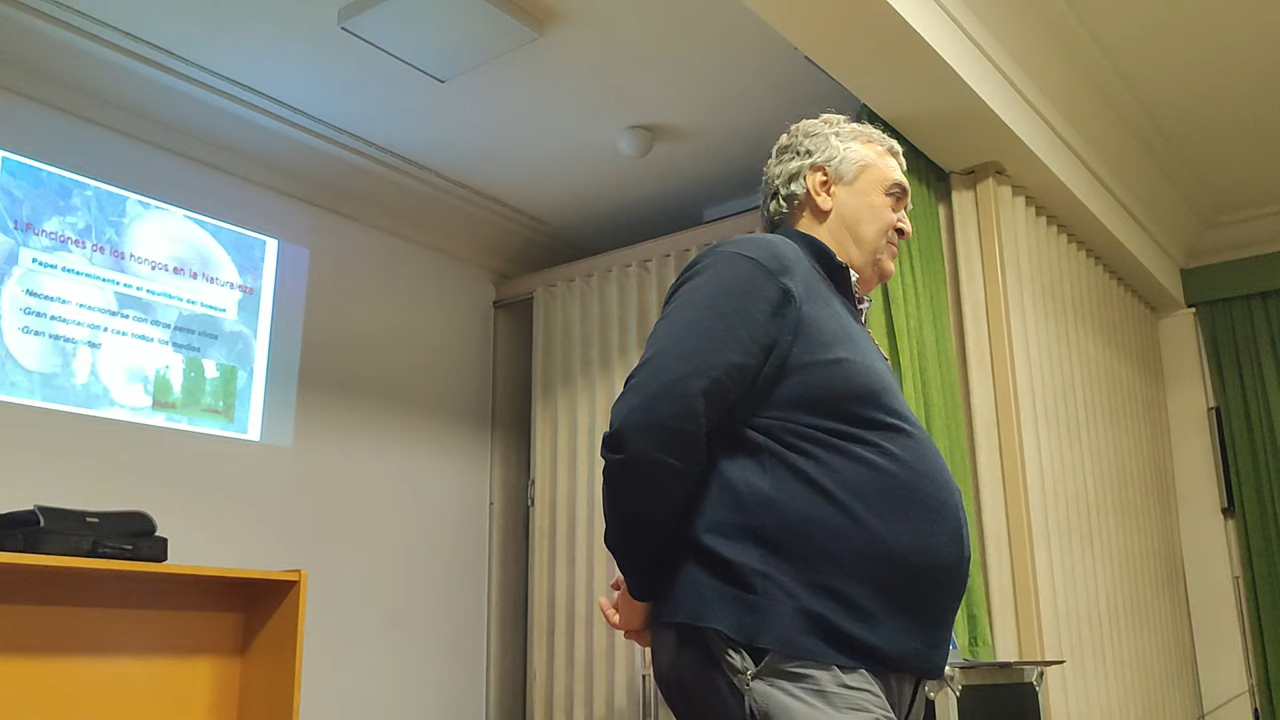 1.Funciones de los hongos en la Naturaleza
Papel determinante en el equilibrio del bosque
·Necesitan relacionarse con otros seres vivos
·Gran adaptación a casi todos los medios
·Gran variabilidad